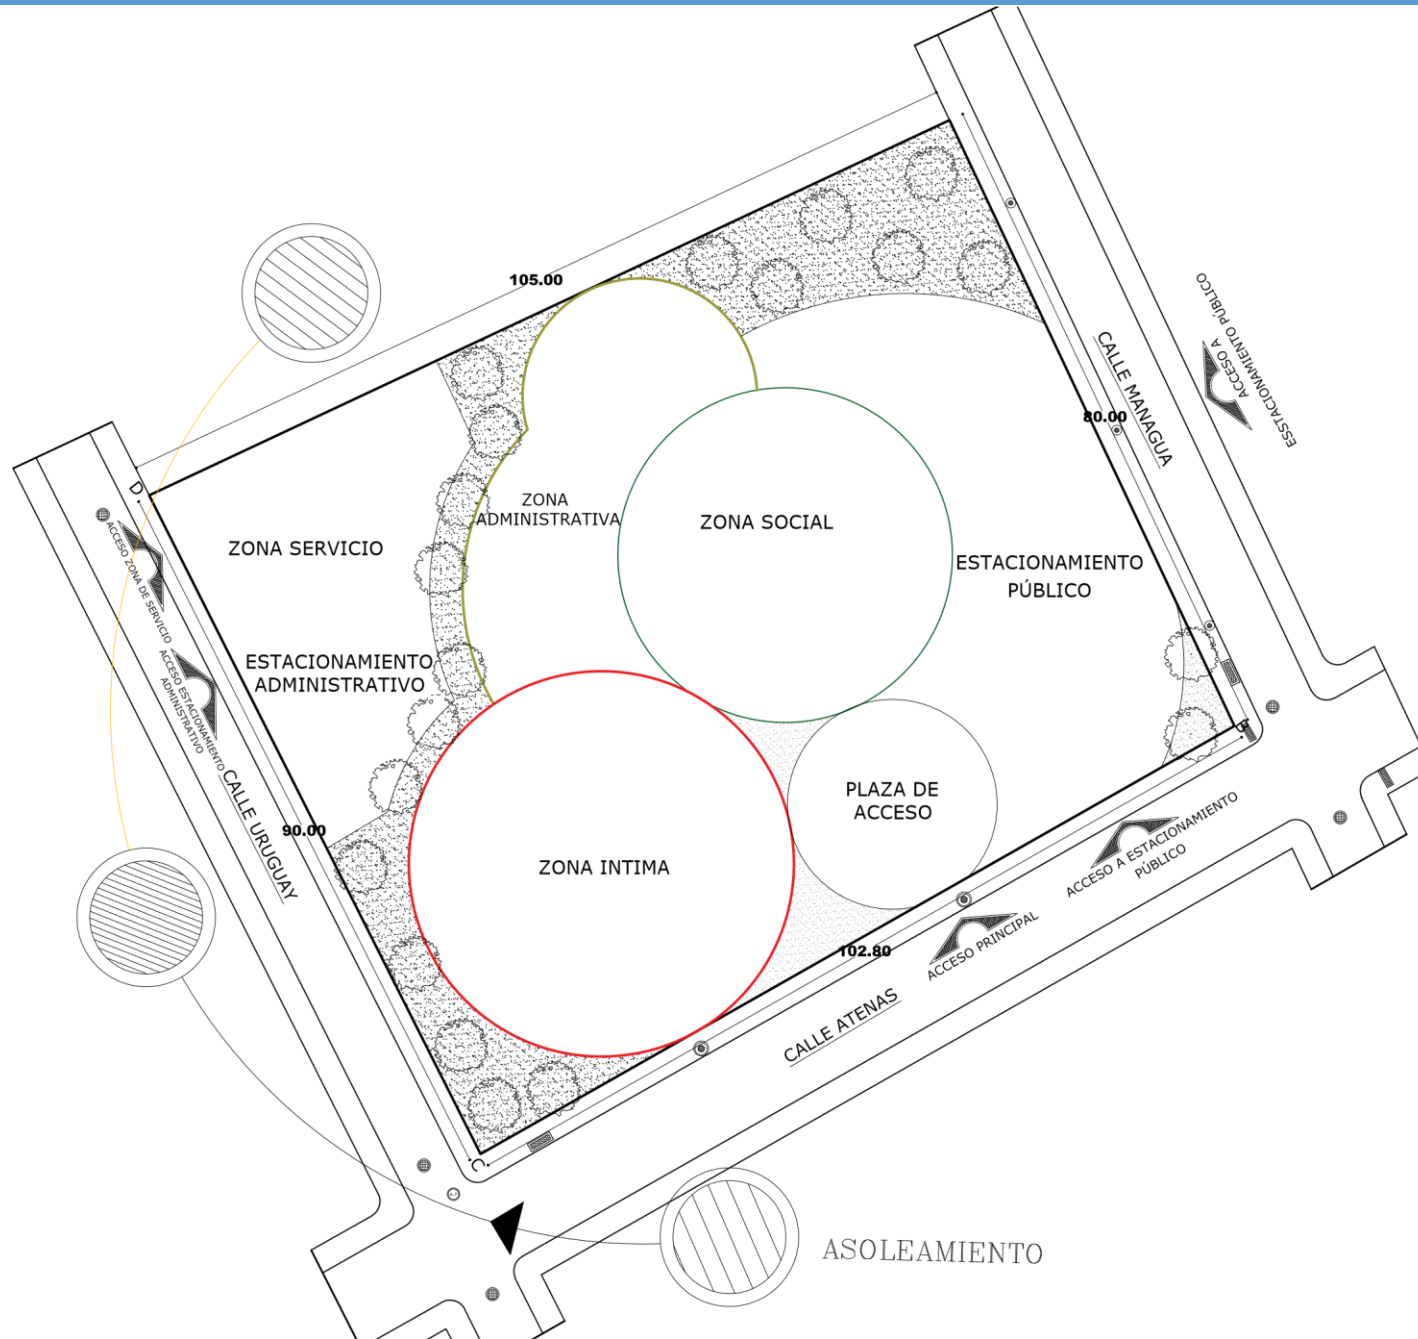 105.00
ACCESO A
ESSTACIONAMIENTO PÚBLICO
CALLE MANAGUA
80.00
D
ZONA
ADMINISTRATIVA
ZONA SOCIAL
ZONA SERVICIO
ESTACIONAMIENTO
PÚBLICO
ACCESO ZONA DE SERVICIO
ESTACIONAMIENTO
ADMINISTRATIVO
ACCESO ESTACIONAMIENTO
ADMINISTRATIVO
PLAZA DE
ACCESO
CALLE URUGUAY
90.00
ZONA INTIMA
ACCESO A ESTACIONAMIENTO
PÚBLICO
102.80
ACCESO PRINCIPAL
CALLE ATENAS
C
ASOLEAMIENTO